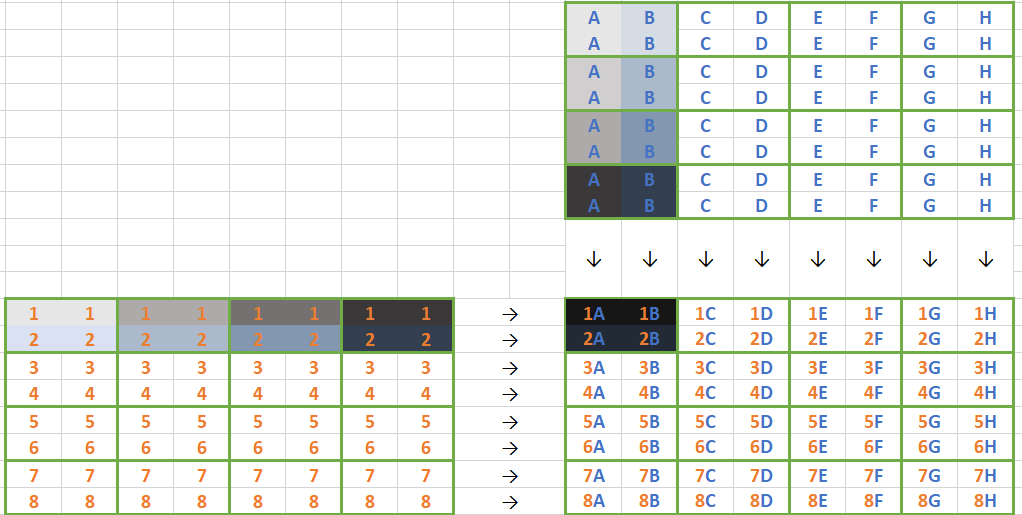 A B C D E F G H
A B C D E F G H
A B C D E F G H
A B C D E F G H
A B C D E F G H
A B C D E F G H
A B C D E F G H
A B C D E F G H
↓ ↓ ↓ ↓ ↓ ↓ ↓ ↓
1 1 1 1 1 1 1 1 → 1A 1B 1C 1D 1E 1F 1G 1H
2 2 2 2 2 2 2 2 → 2A 2B 2C 2D 2E 2F 2G 2H
3 3 3 3 3 3 3 3 → 3A 3B 3C 3D 3E 3F 3G 3H
4 4 4 4 4 4 4 4 → 4A 4B 4C 4D 4E 4F 4G 4H
5 5 5 5 5 5 5 5 → 5A 5B 5C 5D 5E 5F 5G 5H
6 6 6 6 6 6 6 6 → 6A 6B 6C 6D 6E 6F 6G 6H
7 7 7 7 7 7 7 7 → 7A 7B 7C 7D 7E 7F 7G 7H
8 8 8 8 8 8 8 8 → 8A 8B 8C 8D 8E 8F 8G 8H